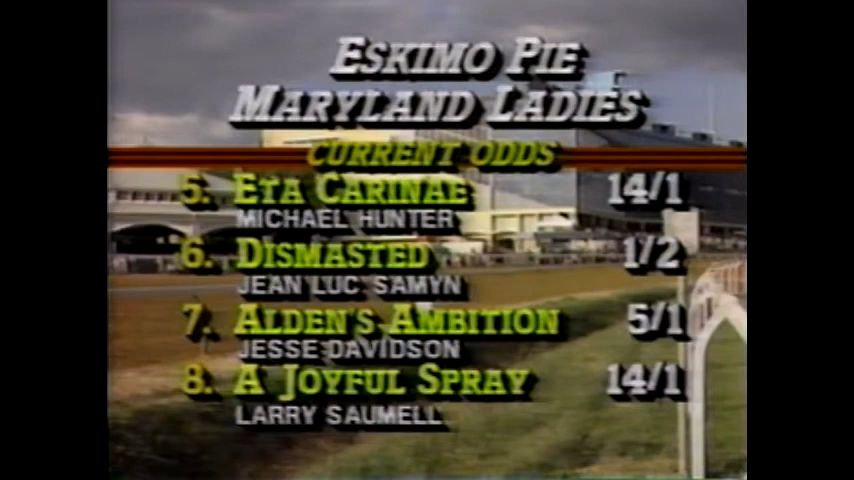 ESKIMO PIE
MARYLAND LADIES
CURRENT ODDS
5. ETA CARINAE 14/1
MICHAEL HUNTER
6. DISMASTED 1/2
JEAN LUC SAMYN
7. ALDEN'S AMBITION 5/1
JESSE DAVIDSON
8. A JOYFUL SPRAY 14/1
LARRY SAUMELL